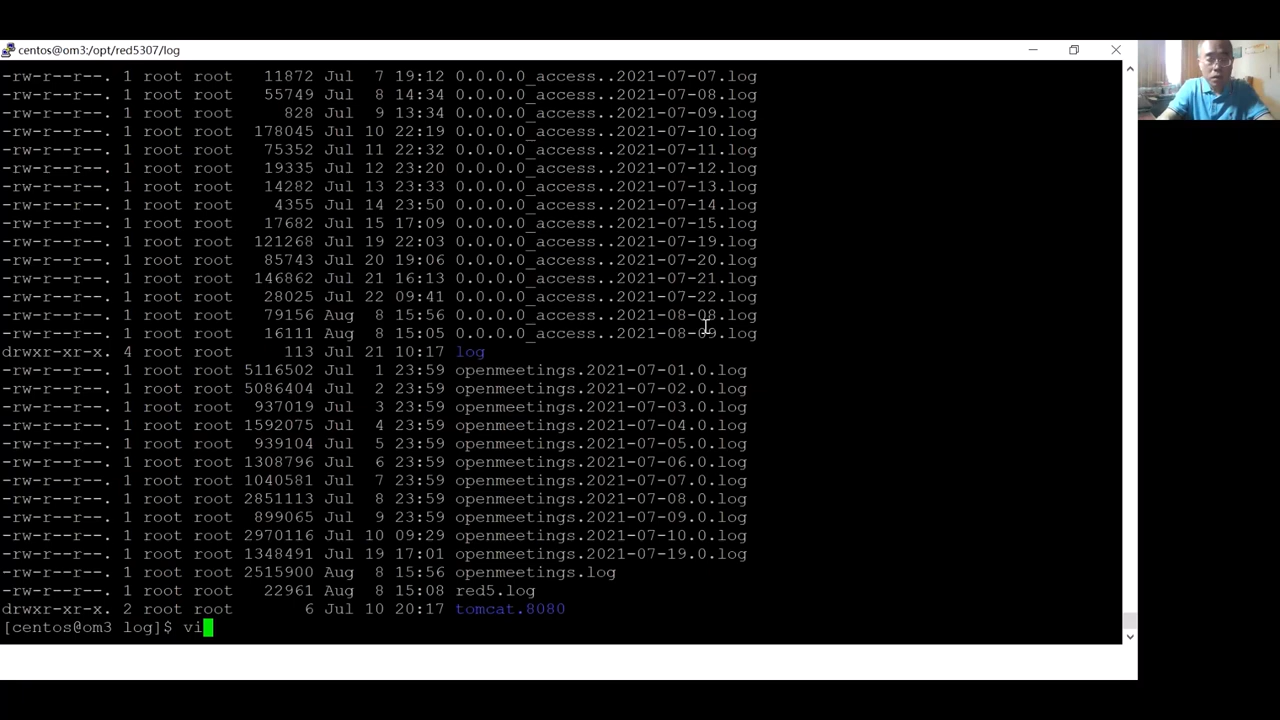 centos@om3:/opt/red5307/log
-rw-r--r--. 1 root root 11872 Jul 7 19:12 0.0.0.0_access..2021-07-07.log
-rw-r--r--. 1 root root 55749 Jul 8 14:34 0.0.0.0_access..2021-07-08.log
-rw-r--r--. 1 root root 828 Jul 9 13:34 0.0.0.0_access..2021-07-09.log
-rw-r--r--. 1 root root 178045 Jul 10 22:19 0.0.0.0_access..2021-07-10.log
-rw-r--r--. 1 root root 75352 Jul 11 22:32 0.0.0.0_access..2021-07-11.log
-rw-r--r--. 1 root root 19335 Jul 12 23:20 0.0.0.0_access..2021-07-12.log
-rw-r--r--. 1 root root 14282 Jul 13 23:33 0.0.0.0_access..2021-07-13.log
-rw-r--r--. 1 root root 4355 Jul 14 23:50 0.0.0.0_access..2021-07-14.log
-rw-r--r--. 1 root root 17682 Jul 15 17:09 0.0.0.0_access..2021-07-15.log
-rw-r--r--. 1 root root 121268 Jul 19 22:03 0.0.0.0_access..2021-07-19.log
-rw-r--r--. 1 root root 85743 Jul 20 19:06 0.0.0.0_access..2021-07-20.log
-rw-r--r--. 1 root root 146862 Jul 21 16:13 0.0.0.0_access..2021-07-21.log
-rw-r--r--. 1 root root 28025 Jul 22 09:41 0.0.0.0_access..2021-07-22.log
-rw-r--r--. 1 root root 79156 Aug 8 15:56 0.0.0.0_access..2021-08-08.log
-rw-r--r--. 1 root root 16111 Aug 8 15:05 0.0.0.0_access..2021-08-09.log
drwxr-xr-x. 4 root root 113 Jul 21 10:17 log
-rw-r--r--. 1 root root 5116502 Jul 1 23:59 openmeetings.2021-07-01.0.log
-rw-r--r--. 1 root root 5086404 Jul 2 23:59 openmeetings.2021-07-02.0.log
-rw-r--r--. 1 root root 937019 Jul 3 23:59 openmeetings.2021-07-03.0.log
-rw-r--r--. 1 root root 1592075 Jul 4 23:59 openmeetings.2021-07-04.0.log
-rw-r--r--. 1 root root 939104 Jul 5 23:59 openmeetings.2021-07-05.0.log
-rw-r--r--. 1 root root 1308796 Jul 6 23:59 openmeetings.2021-07-06.0.log
-rw-r--r--. 1 root root 1040581 Jul 7 23:59 openmeetings.2021-07-07.0.log
-rw-r--r--. 1 root root 2851113 Jul 8 23:59 openmeetings.2021-07-08.0.log
-rw-r--r--. 1 root root 899065 Jul 9 23:59 openmeetings.2021-07-09.0.log
-rw-r--r--. 1 root root 2970116 Jul 10 09:29 openmeetings.2021-07-10.0.log
-rw-r--r--. 1 root root 1348491 Jul 19 17:01 openmeetings.2021-07-19.0.log
-rw-r--r--. 1 root root 2515900 Aug 8 15:56 openmeetings.log
-rw-r--r--. 1 root root 22961 Aug 8 15:08 red5.log
drwxr-xr-x. 2 root root 6 Jul 10 20:17 tomcat.8080
[centos@om3 log]$ vi